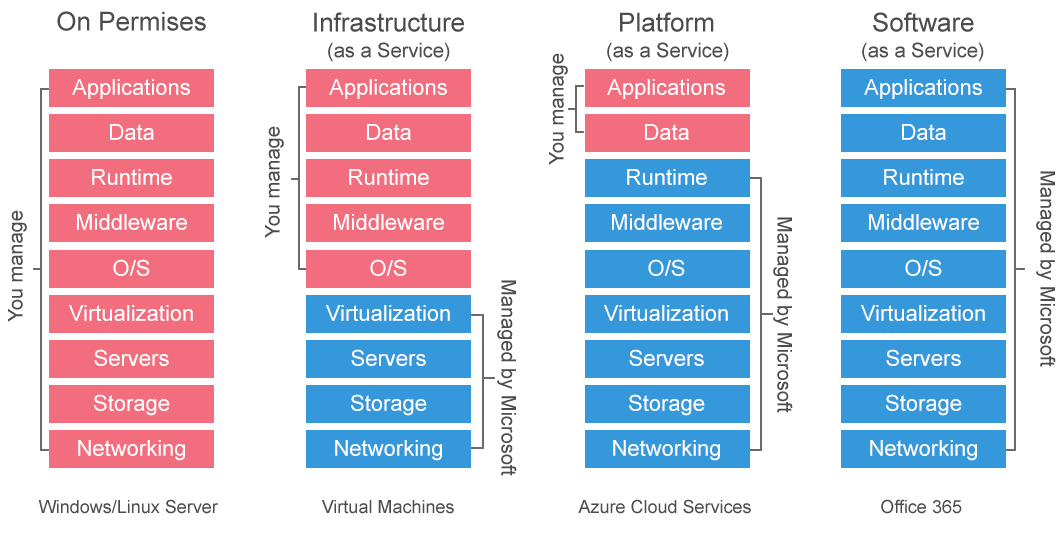 On Permises
Applications
Data
Runtime
Middleware
O/S
Virtualization
Servers
Storage
Networking
You manage
Windows/Linux Server
Infrastructure
(as a Service)
Applications
Data
Runtime
Middleware
O/S
Virtualization
Servers
Storage
Networking
You manage
Managed by Microsoft
Virtual Machines
Platform
(as a Service)
Applications
Data
Runtime
Middleware
O/S
Virtualization
Servers
Storage
Networking
You manage
Managed by Microsoft
Azure Cloud Services
Software
(as a Service)
Applications
Data
Runtime
Middleware
O/S
Virtualization
Servers
Storage
Networking
Managed by Microsoft
Office 365